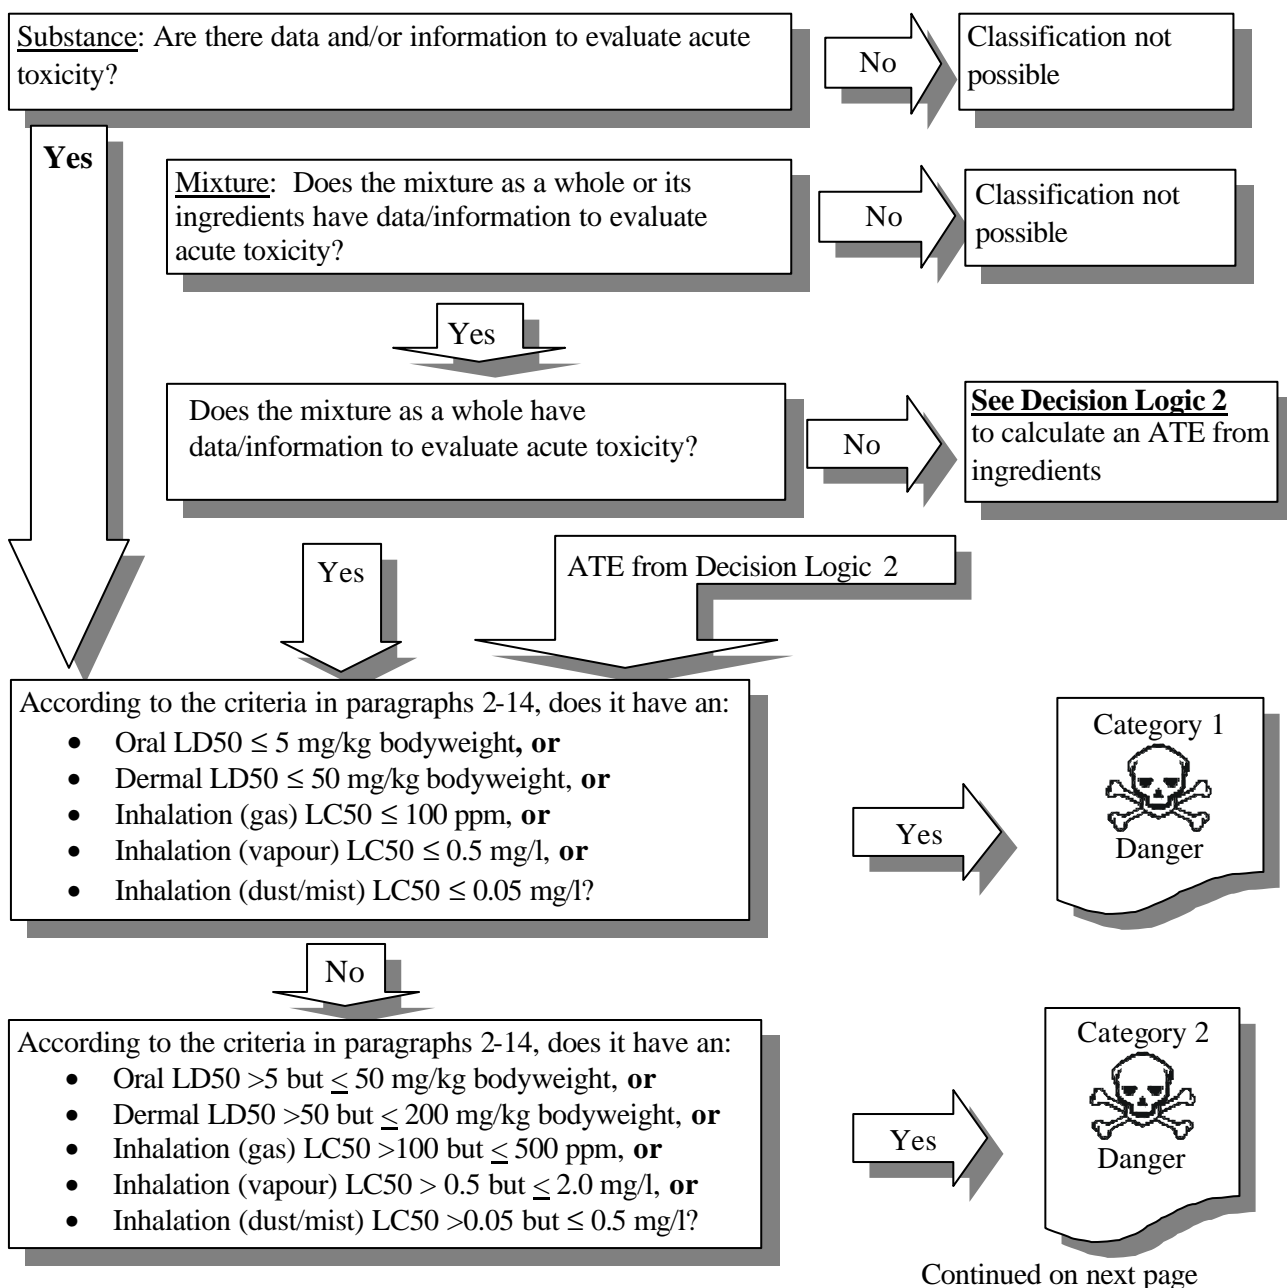 Substance: Are there data and/or information to evaluate acute
toxicity?
No
Classification not
possible
Yes
Mixture: Does the mixture as a whole or its
ingredients have data/information to evaluate
acute toxicity?
No
Classification not
possible
Yes
Does the mixture as a whole have
data/information to evaluate acute toxicity?
No
See Decision Logic 2
to calculate an ATE from
ingredients
Yes
ATE from Decision Logic 2
According to the criteria in paragraphs 2-14, does it have an:
• Oral LD50 ≤ 5 mg/kg bodyweight, or
• Dermal LD50 ≤ 50 mg/kg bodyweight, or
• Inhalation (gas) LC50 ≤ 100 ppm, or
• Inhalation (vapour) LC50 ≤ 0.5 mg/l, or
• Inhalation (dust/mist) LC50 ≤ 0.05 mg/l?
Yes
Category 1
Danger
No
According to the criteria in paragraphs 2-14, does it have an:
• Oral LD50 >5 but ≤ 50 mg/kg bodyweight, or
• Dermal LD50 >50 but ≤ 200 mg/kg bodyweight, or
• Inhalation (gas) LC50 >100 but ≤ 500 ppm, or
• Inhalation (vapour) LC50 > 0.5 but ≤ 2.0 mg/l, or
• Inhalation (dust/mist) LC50 >0.05 but ≤ 0.5 mg/l?
Yes
Category 2
Danger
Continued on next page